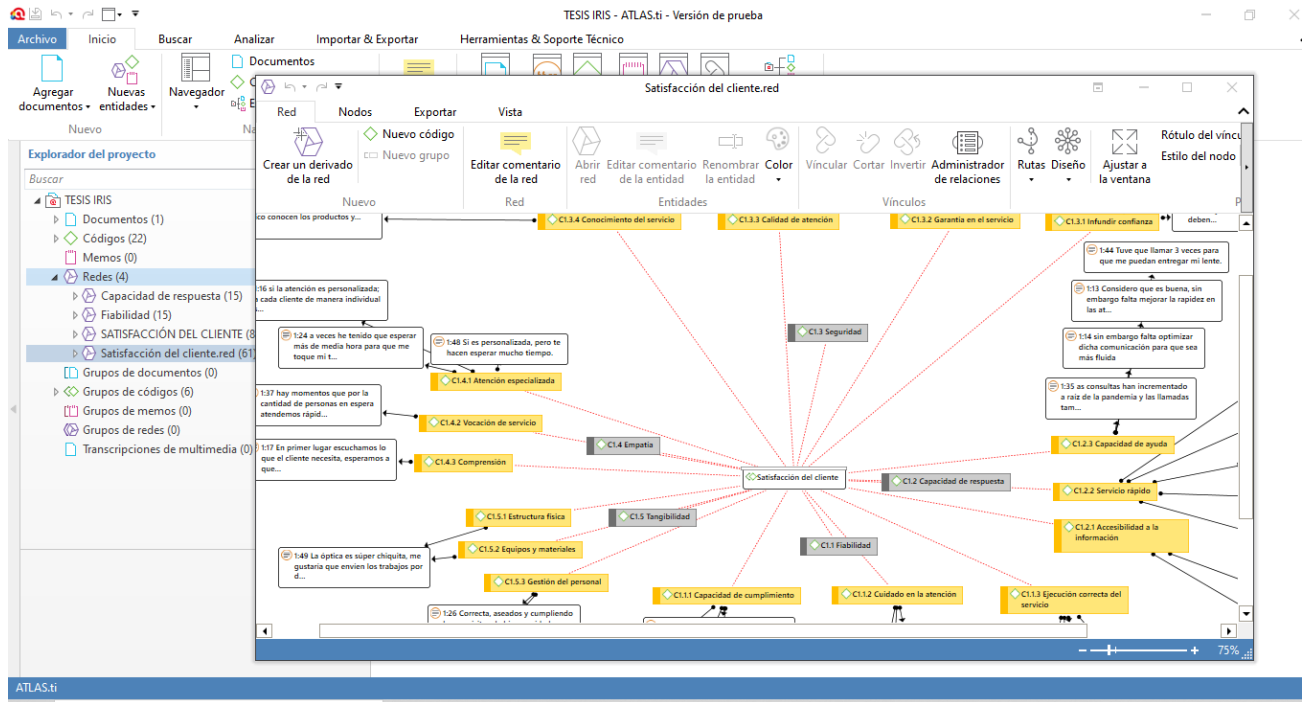 TESIS IRIS - ATLAS.ti - Versión de prueba
Archivo Inicio Buscar Analizar Importar & Exportar Herramientas & Soporte Técnico
Agregar documentos
Nuevas entidades
Navegador
Documentos
Nuevo
Explorador del proyecto
Buscar
TESIS IRIS
Documentos (1)
Códigos (22)
Memos (0)
Redes (4)
Capacidad de respuesta (15)
Fiabilidad (15)
SATISFACCIÓN DEL CLIENTE (8
Satisfacción del cliente.red (61)
Grupos de documentos (0)
Grupos de códigos (6)
Grupos de memos (0)
Grupos de redes (0)
Transcripciones de multimedia (0)
Satisfacción del cliente.red
Red Nodos Exportar Vista
Crear un derivado
de la red
Nuevo código
Nuevo grupo
Nuevo
Editar comentario
de la red
Red
Abrir
red
Editar comentario
de la entidad
Renombrar
la entidad
Color
Entidades
Víncular Cortar Invertir
Administrador
de relaciones
Vínculos
Rutas Diseño
Ajustar a
la ventana
Rótulo del víncu
Estilo del nodo
ico conocen los productos y...
C1.3.4 Conocimiento del servicio
C1.3.3 Calidad de atención
C1.3.2 Garantía en el servicio
C1.3.1 Infundir confianza
deben...
1:44 Tuve que llamar 3 veces para
que me puedan entregar mi lente.
1:16 si la atención es personalizada;
a cada cliente de manera individual
1:13 Considero que es buena, sin
embargo falta mejorar la rapidez en
las at...
C1.3 Seguridad
1:24 a veces he tenido que esperar
más de media hora para que me
toque mi t...
1:48 Si es personalizada, pero te
hacen esperar mucho tiempo.
1:14 sin embargo falta optimizar
dicha comunicación para que sea
más fluida
C1.4.1 Atención especializada
1:37 hay momentos que por la
cantidad de personas en espera
atendemos rápid...
1:35 as consultas han incrementado
a raíz de la pandemia y las llamadas
tam...
C1.4.2 Vocación de servicio
C1.4 Empatía
C1.2.3 Capacidad de ayuda
1:17 En primer lugar escuchamos lo
que el cliente necesita, esperamos a
que...
C1.4.3 Comprensión
Satisfacción del cliente
C1.2 Capacidad de respuesta
C1.2.2 Servicio rápido
C1.5.1 Estructura física
C1.5 Tangibilidad
C1.2.1 Accesibilidad a la
información
C1.5.2 Equipos y materiales
C1.1 Fiabilidad
1:49 La óptica es súper chiquita, me
gustaría que envíen los trabajos por
d...
C1.5.3 Gestión del personal
C1.1.1 Capacidad de cumplimiento
C1.1.2 Cuidado en la atención
C1.1.3 Ejecución correcta del
servicio
1:26 Correcta, aseados y cumpliendo
75%
ATLAS.ti